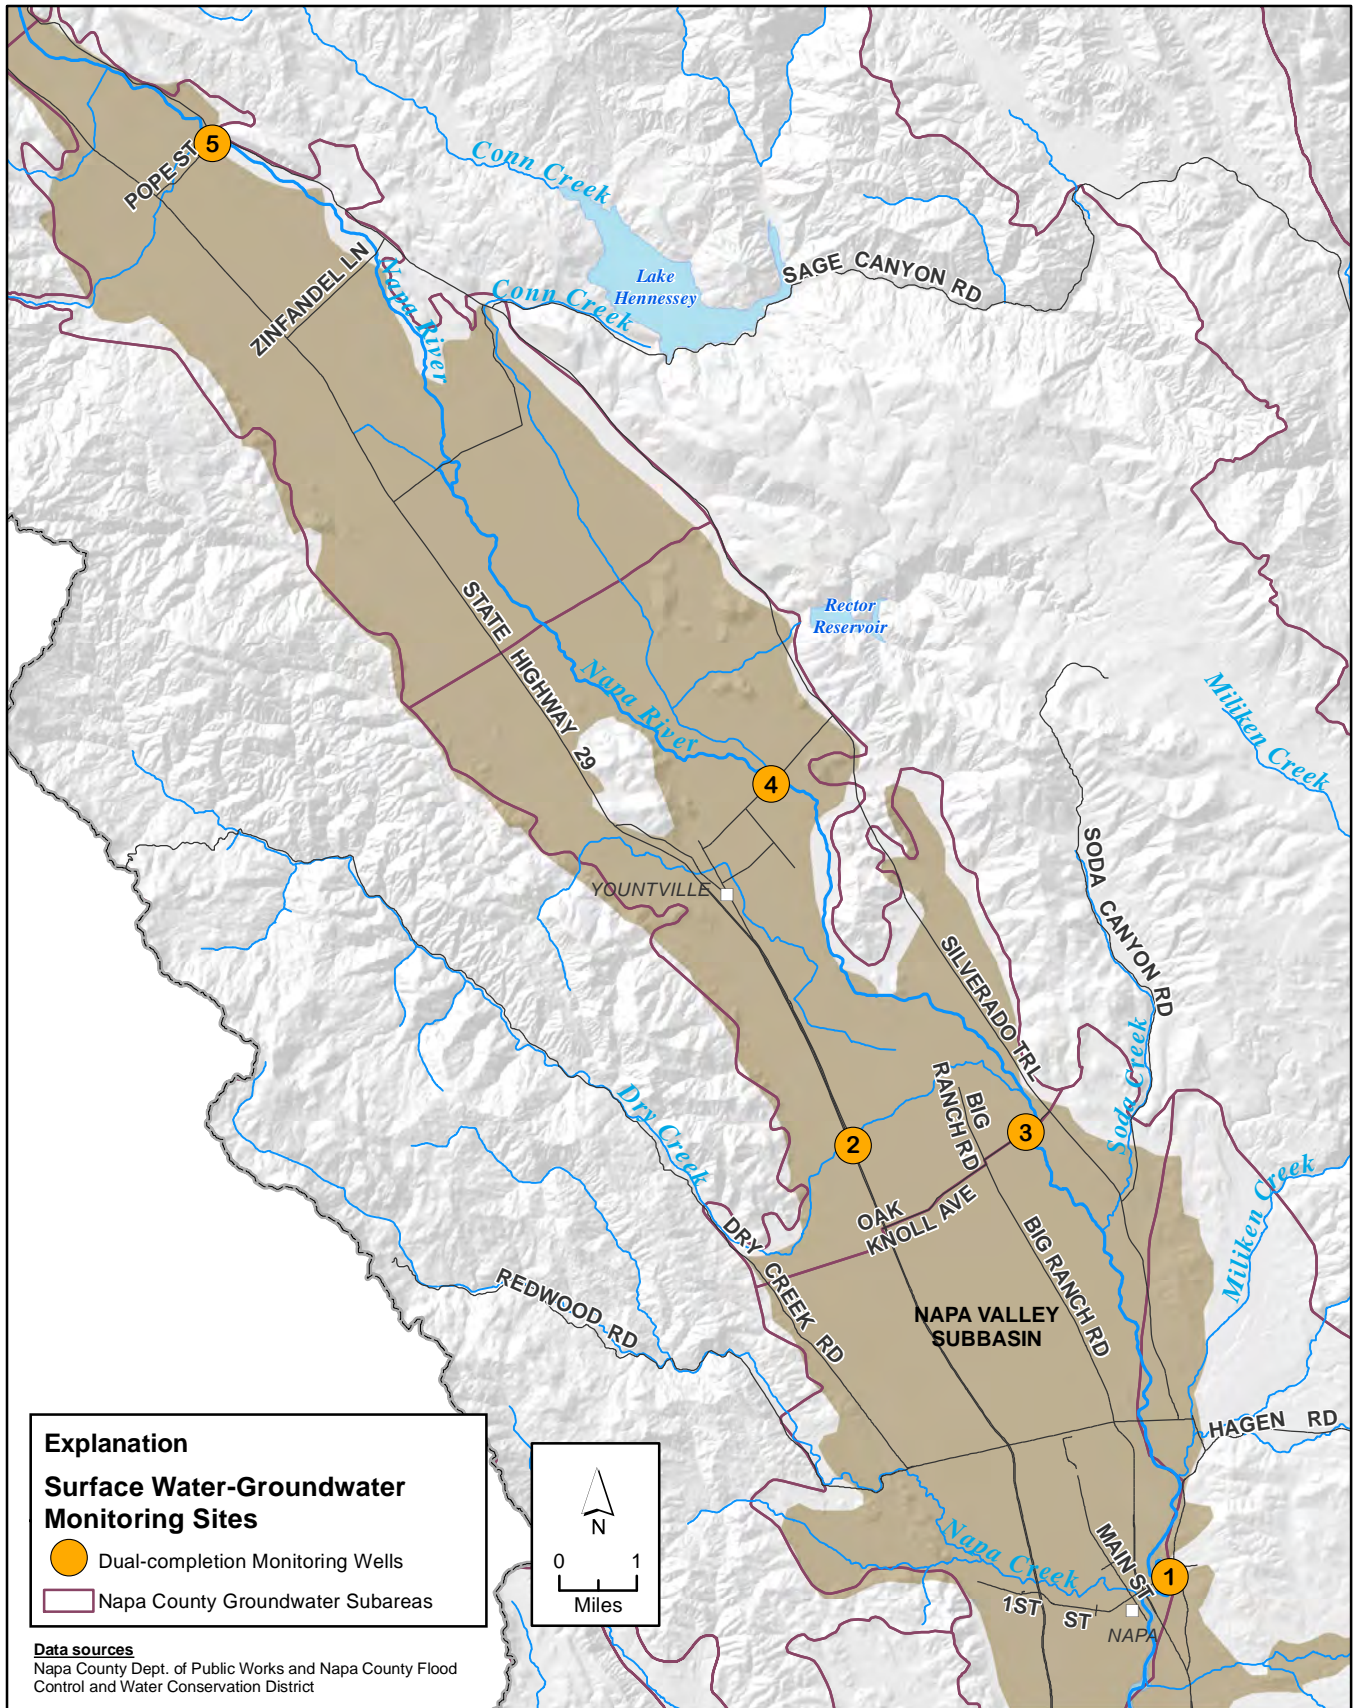 5
POPE ST
Conn Creek
ZINFANDEL LN
Napa River
Conn Creek
Lake
Hennessey
SAGE CANYON RD
STATE HIGHWAY 29
Rector
Reservoir
Napa River
Miliken Creek
4
YOUNTVILLE
SODA CANYON RD
SILVERADO TRL
Soda Creek
BIG
RANCH RD
Dry Creek
2
3
OAK
KNOLL AVE
Miliken Creek
DRY CREEK RD
BIG RANCH RD
REDWOOD RD
NAPA VALLEY
SUBBASIN
HAGEN RD
Napa Creek
MAIN ST
1
1ST ST
NAPA
Explanation
Surface Water-Groundwater
Monitoring Sites
Dual-completion Monitoring Wells
Napa County Groundwater Subareas
N
0 1
Miles
Data sources
Napa County Dept. of Public Works and Napa County Flood
Control and Water Conservation District